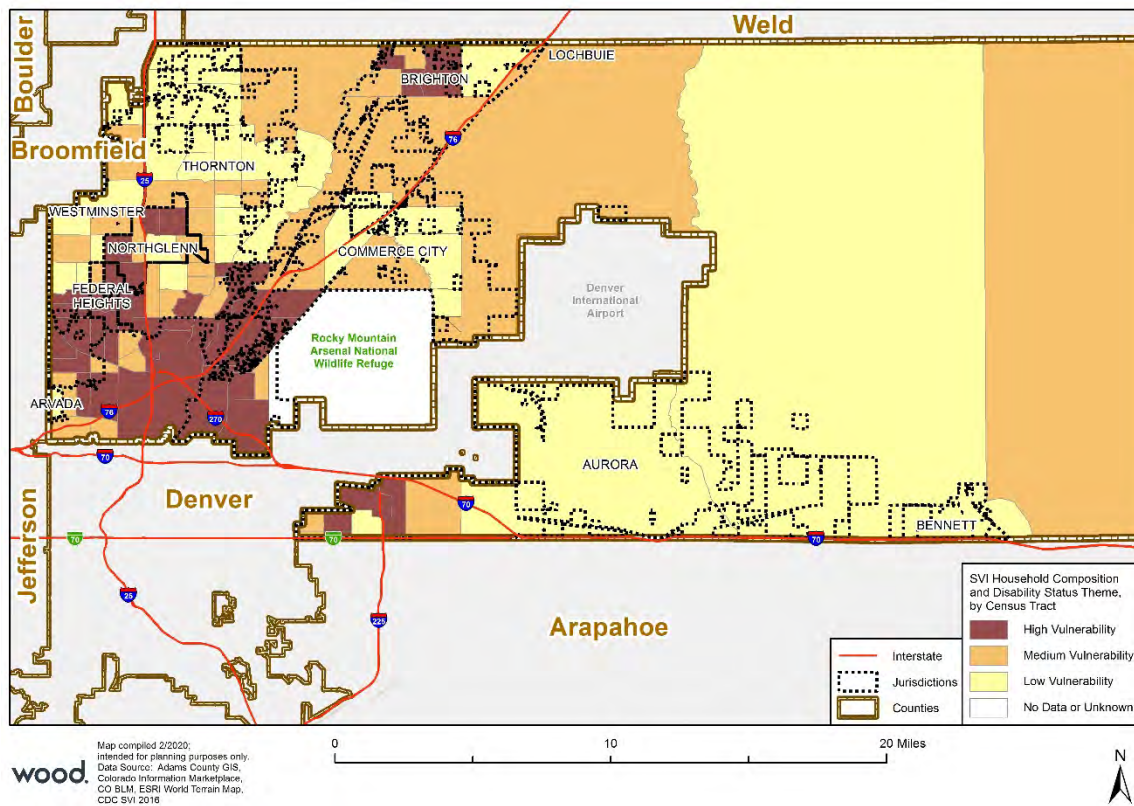 Boulder
Weld
LOCHBUIE
BRIGHTON
76
Broomfield
THORNTON
25
WESTMINSTER
NORTHGLENN
COMMERCE CITY
FEDERAL
HEIGHTS
Denver
International
Airport
Rocky Mountain
Arsenal National
Wildlife Refuge
ARVADA
76
270
70
AURORA
Denver
70
BENNETT
70
70
70
Jefferson
25
225
Arapahoe
SVI Household Composition
and Disability Status Theme,
by Census Tract
High Vulnerability
Medium Vulnerability
Low Vulnerability
No Data or Unknown
Interstate
Jurisdictions
Counties
wood.
Map compiled 2/2020;
intended for planning purposes only.
Data Source: Adams County GIS,
Colorado Information Marketplace,
CO BLM, ESRI World Terrain Map,
CDC SVI 2016
0
10
20 Miles
N